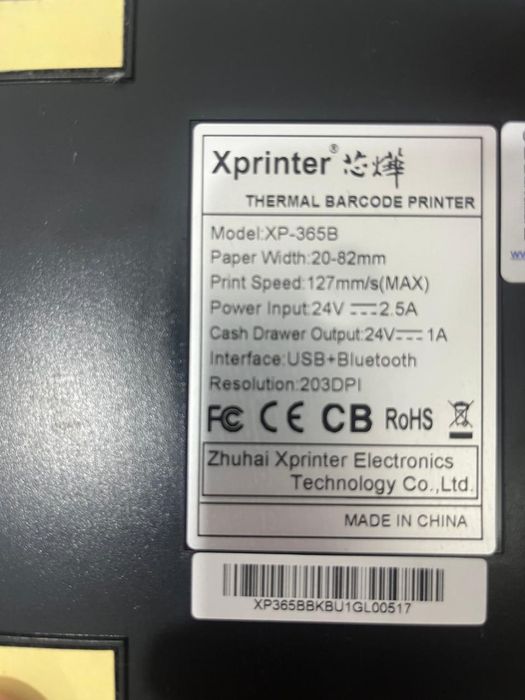 Xprinter® 芯烨
THERMAL BARCODE PRINTER
Model:XP-365B
Paper Width:20-82mm
Print Speed:127mm/s(MAX)
Power Input:24V ⎓2.5A
Cash Drawer Output:24V⎓ 1A
Interface:USB+Bluetooth
Resolution:203DPI
FC CE CB RoHS
Zhuhai Xprinter Electronics
Technology Co.,Ltd.
MADE IN CHINA
XP365BBKBU1GL00517